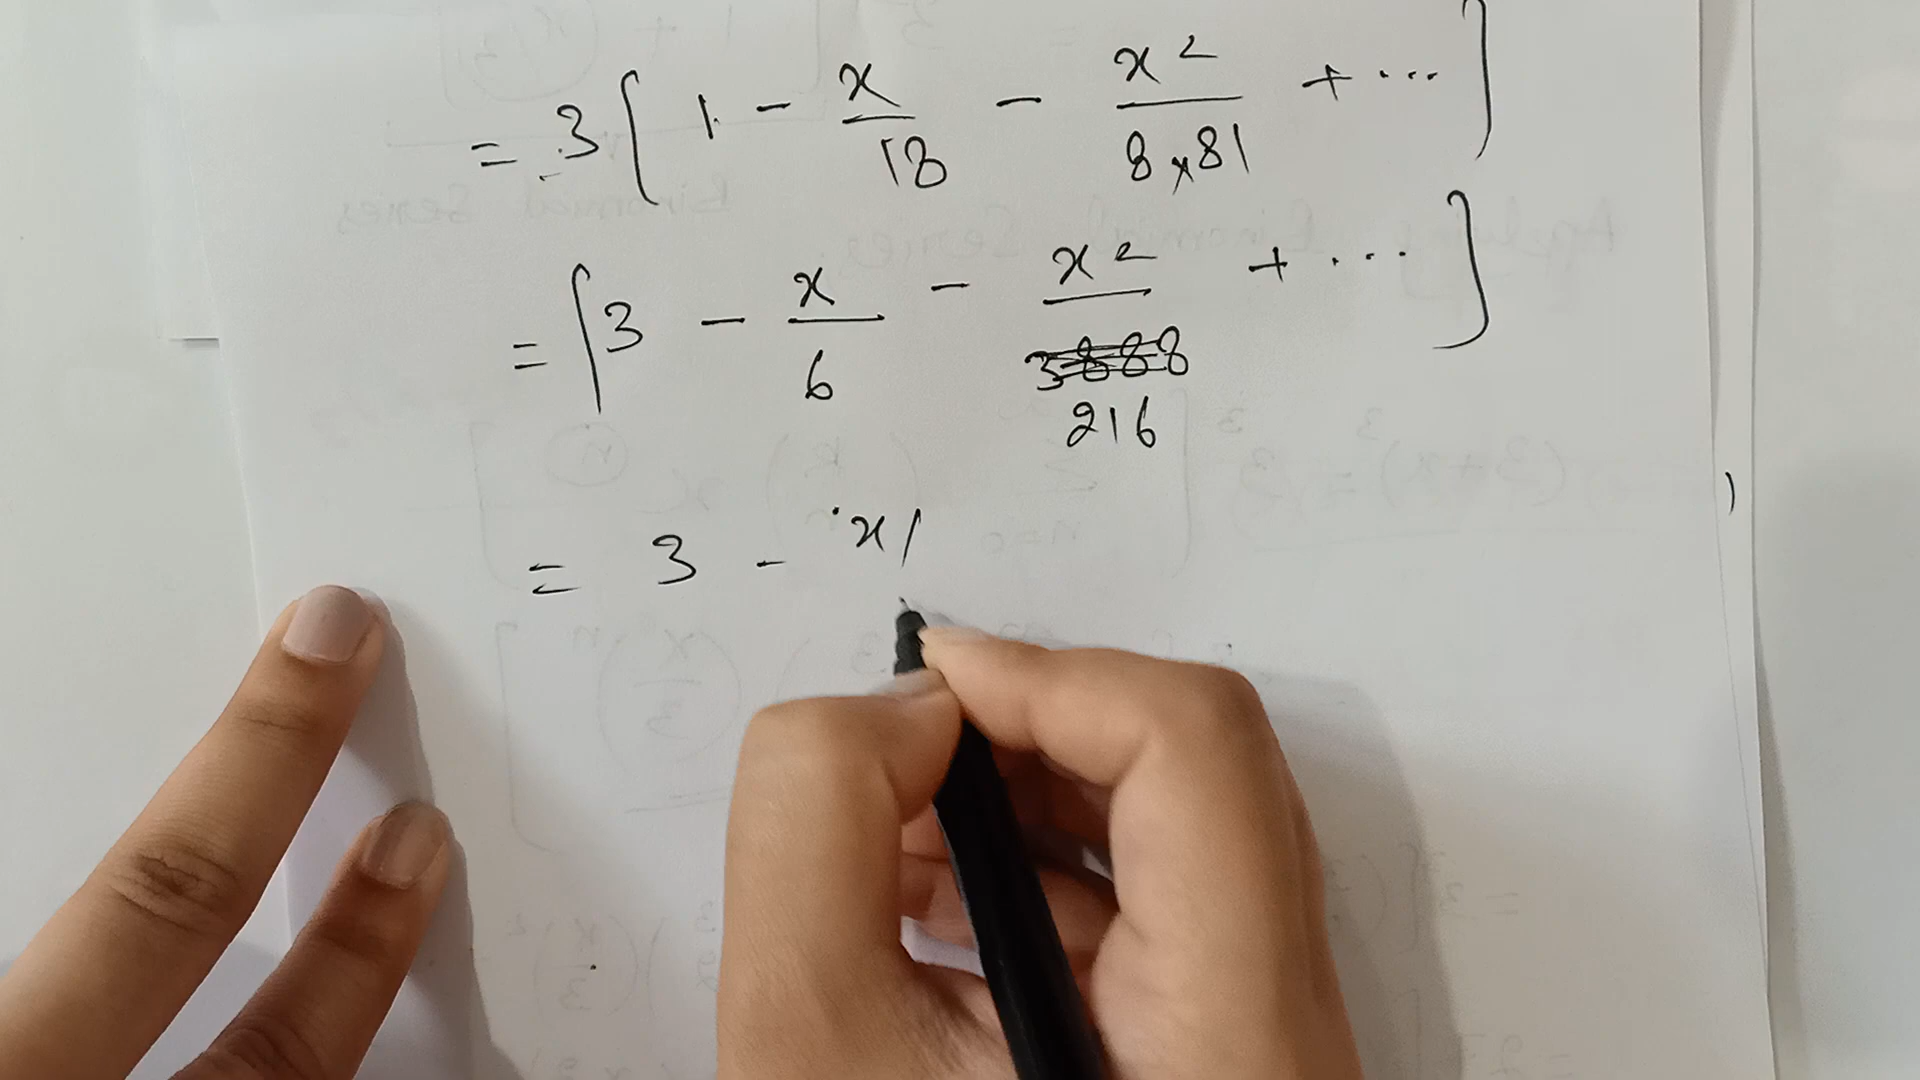 = 3 [ 1 - x/18 - x²/8×81 + ... ]
= [ 3 - x/6 - x²/216 + ... ]
= 3 - x/